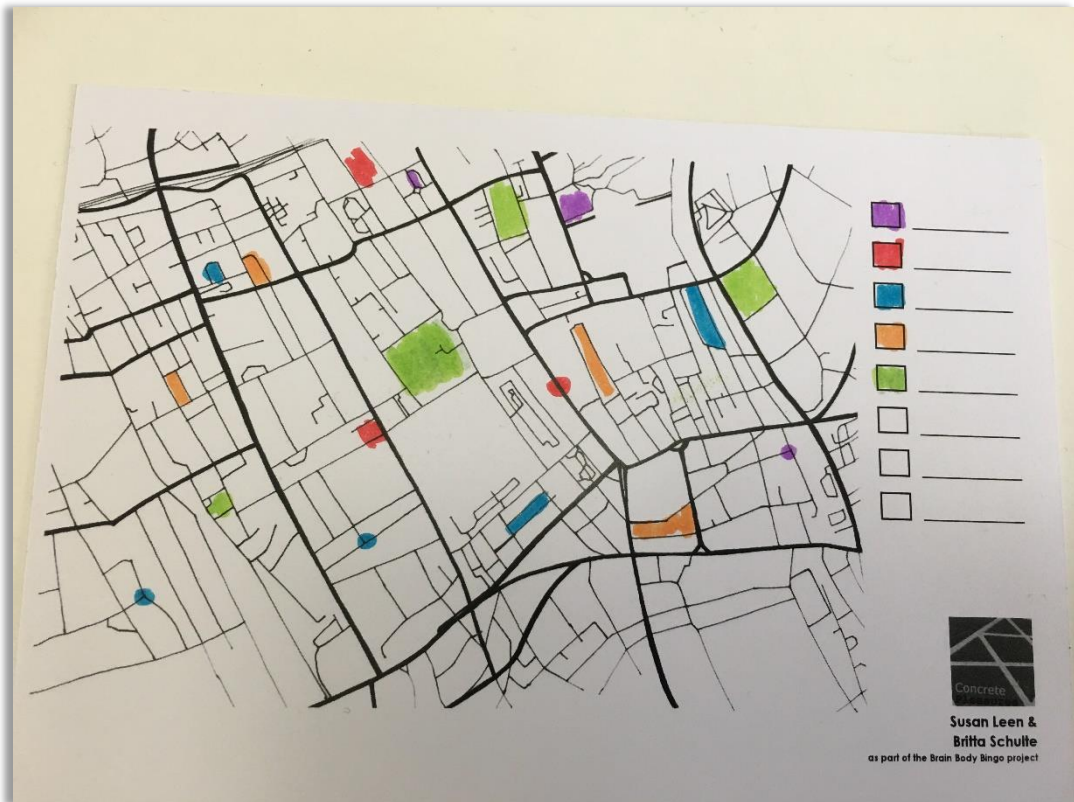 Concrete
Susan Leen &
Britta Schulte
as part of the Brain Body Bingo project